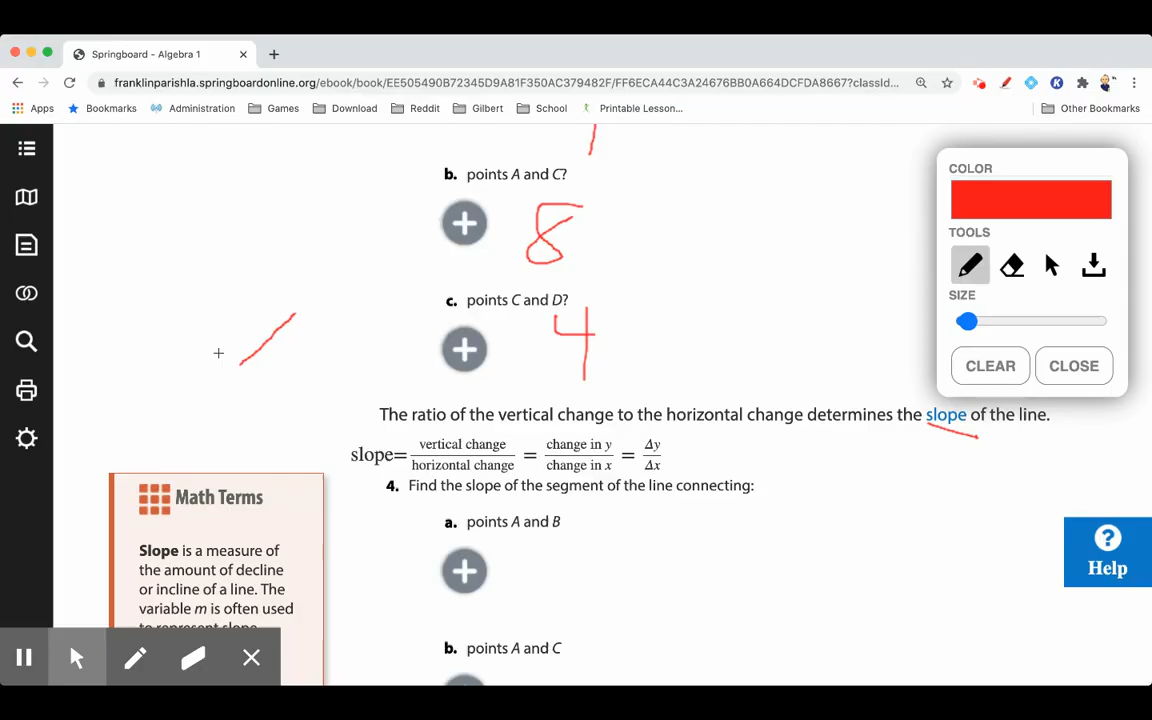 Springboard - Algebra 1
franklinparishla.springboardonline.org/ebook/book/EE505490B72345D9A81F350AC379482F/FF6ECA44C3A24676BB0A664DCFDA8667?classId...
Apps Bookmarks Administration Games Download Reddit Gilbert School Printable Lesson... Other Bookmarks
b. points A and C?
8
c. points C and D?
4
The ratio of the vertical change to the horizontal change determines the slope of the line.
slope= vertical change / horizontal change = change in y / change in x = Δy / Δx
4. Find the slope of the segment of the line connecting:
a. points A and B
b. points A and C
Math Terms
Slope is a measure of
the amount of decline
or incline of a line. The
variable m is often used
to represent slope.
COLOR
TOOLS
SIZE
CLEAR CLOSE
? Help